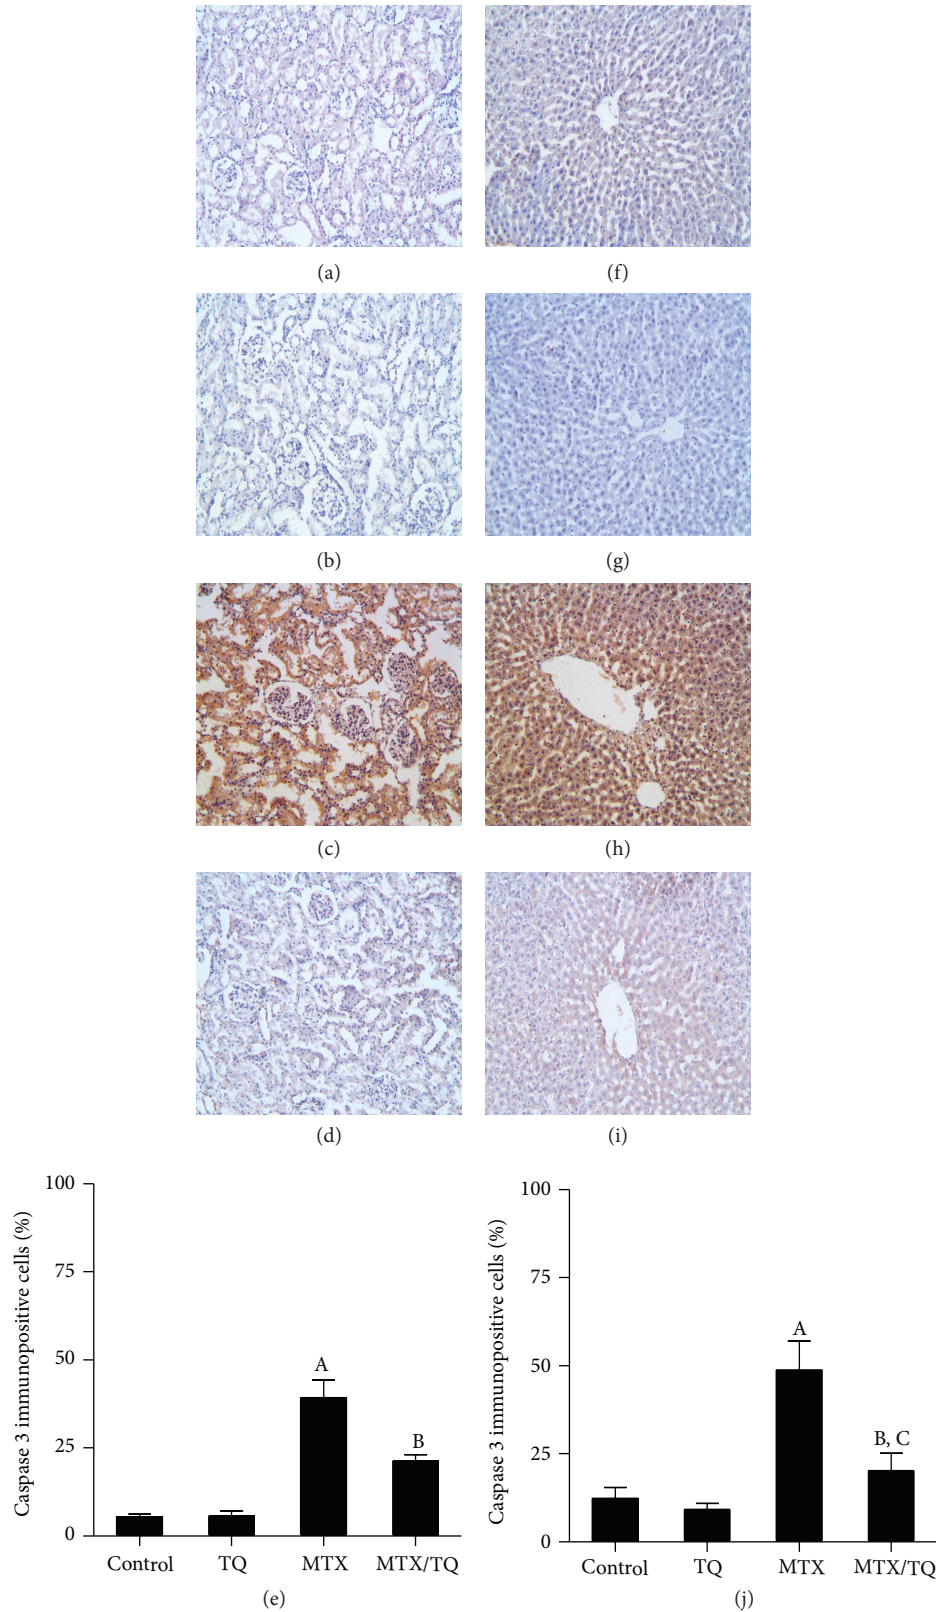 (a)
(f)
(b)
(g)
(c)
(h)
(d)
(i)
Caspase 3 immunopositive cells (%)
100
75
50
25
0
A
B
Control TQ MTX MTX/TQ
(e)
Caspase 3 immunopositive cells (%)
100
75
50
25
0
A
B, C
Control TQ MTX MTX/TQ
(j)